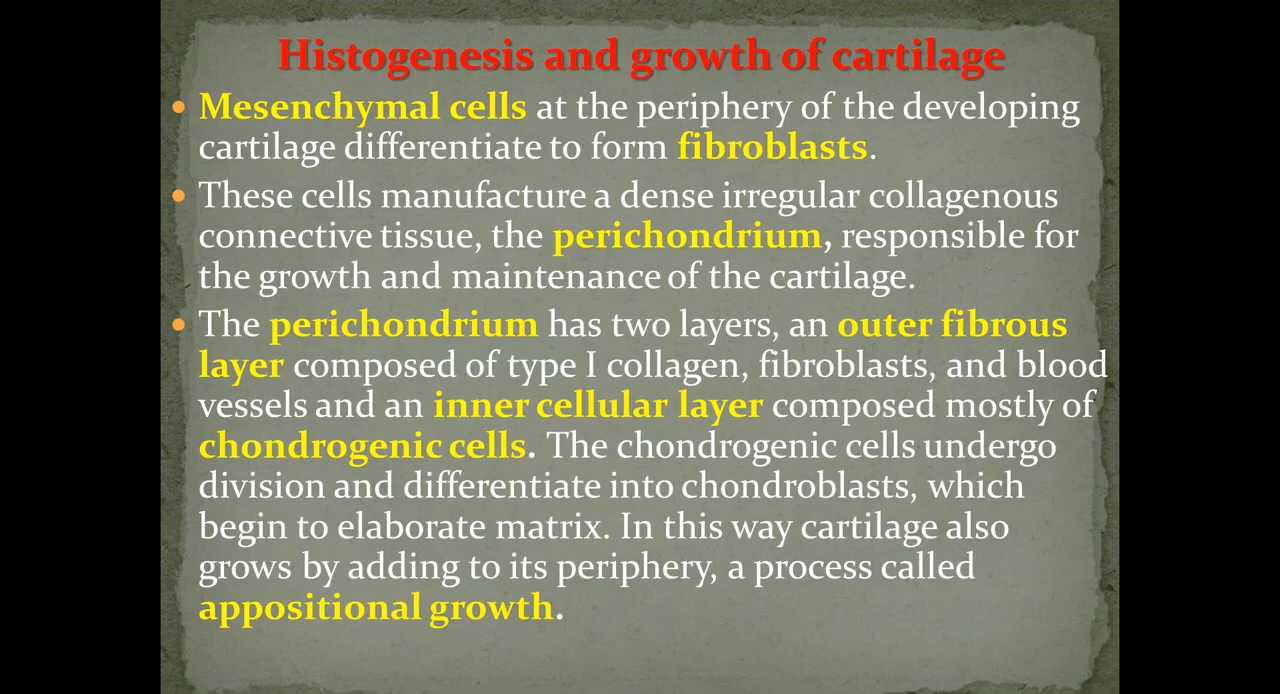 Histogenesis and growth of cartilage
• Mesenchymal cells at the periphery of the developing
cartilage differentiate to form fibroblasts.
• These cells manufacture a dense irregular collagenous
connective tissue, the perichondrium, responsible for
the growth and maintenance of the cartilage.
• The perichondrium has two layers, an outer fibrous
layer composed of type I collagen, fibroblasts, and blood
vessels and an inner cellular layer composed mostly of
chondrogenic cells. The chondrogenic cells undergo
division and differentiate into chondroblasts, which
begin to elaborate matrix. In this way cartilage also
grows by adding to its periphery, a process called
appositional growth.